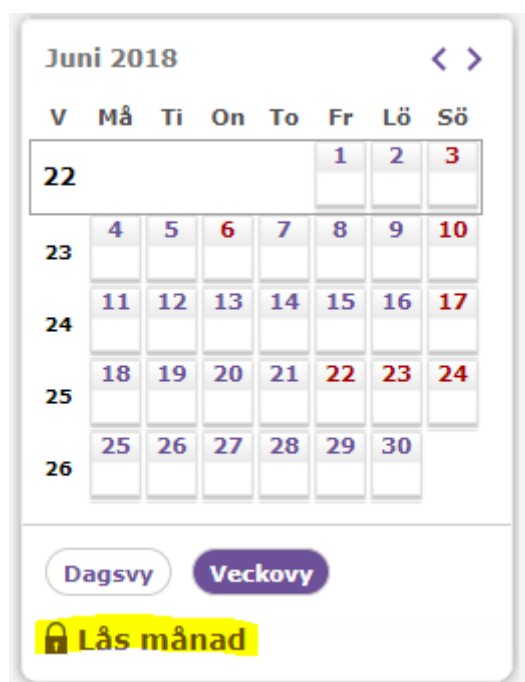 Juni 2018 < >
V Må Ti On To Fr Lö Sö
22 1 2 3
23 4 5 6 7 8 9 10
24 11 12 13 14 15 16 17
25 18 19 20 21 22 23 24
26 25 26 27 28 29 30
Dagsvy Veckovy
Lås månad